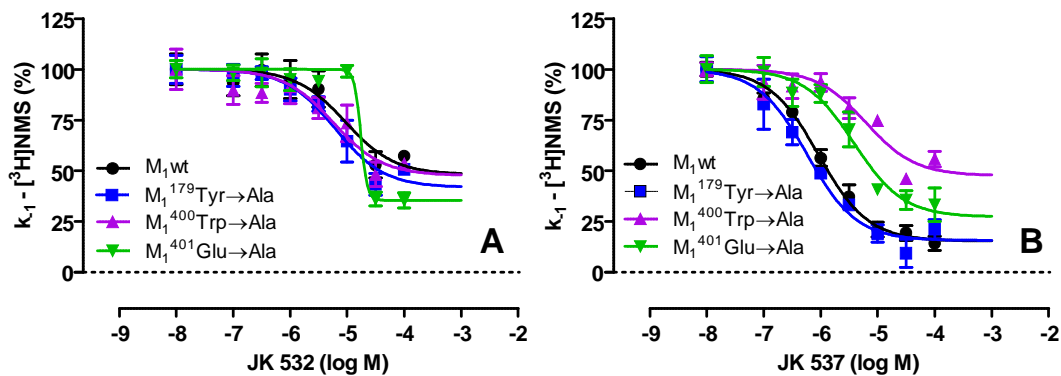 125
100
75
50
25
0
k-1 - [³H]NMS (%)
M₁wt
M₁¹⁷⁹Tyr→Ala
M₁⁴⁰⁰Trp→Ala
M₁⁴⁰¹Glu→Ala
A
-9 -8 -7 -6 -5 -4 -3 -2
JK 532 (log M)
125
100
75
50
25
0
k-1 - [³H]NMS (%)
M₁wt
M₁¹⁷⁹Tyr→Ala
M₁⁴⁰⁰Trp→Ala
M₁⁴⁰¹Glu→Ala
B
-9 -8 -7 -6 -5 -4 -3 -2
JK 537 (log M)